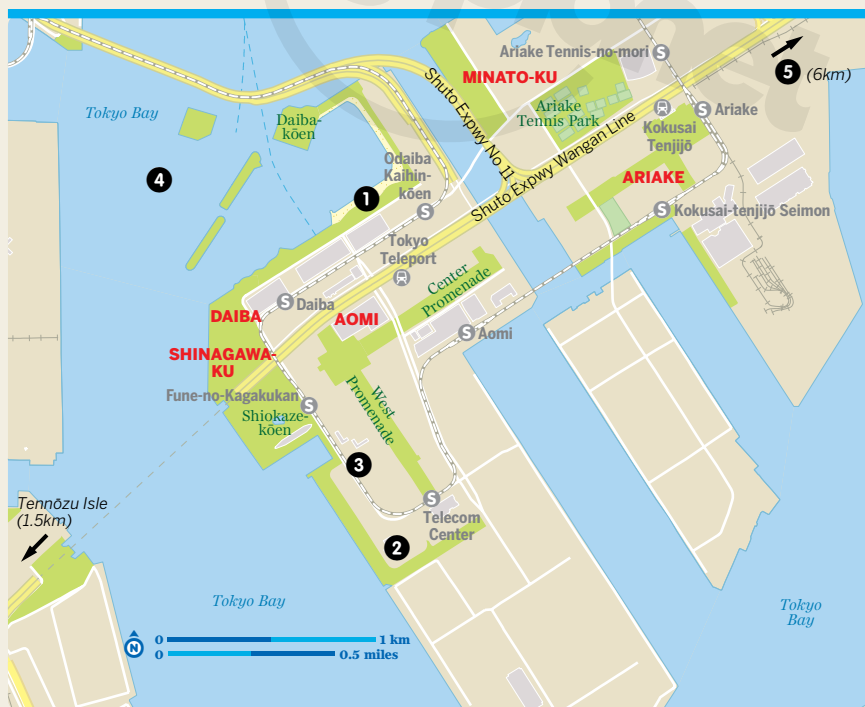 Ariake Tennis-no-mori
S
MINATO-KU
5 (6km)
Tokyo Bay
Daiba-
kōen
Shuto Expwy No 11
Ariake
Tennis Park
Kokusai
Tenjijō
S
Ariake
Odaiba
Kaihin-
kōen
S
Shuto Expwy Wangan Line
ARIAKE
4
1
S
Kokusai-tenjijō Seimon
Tokyo
Teleport
Center
Promenade
S
Daiba
DAIBA
AOMI
S
Aomi
SHINAGAWA-
KU
Fune-no-Kagakukan
S
Shiokaze-
kōen
West
Promenade
3
Tennōzu Isle
(1.5km)
S
Telecom
Center
2
Tokyo Bay
Tokyo
Bay
N
0 1 km
0 0.5 miles